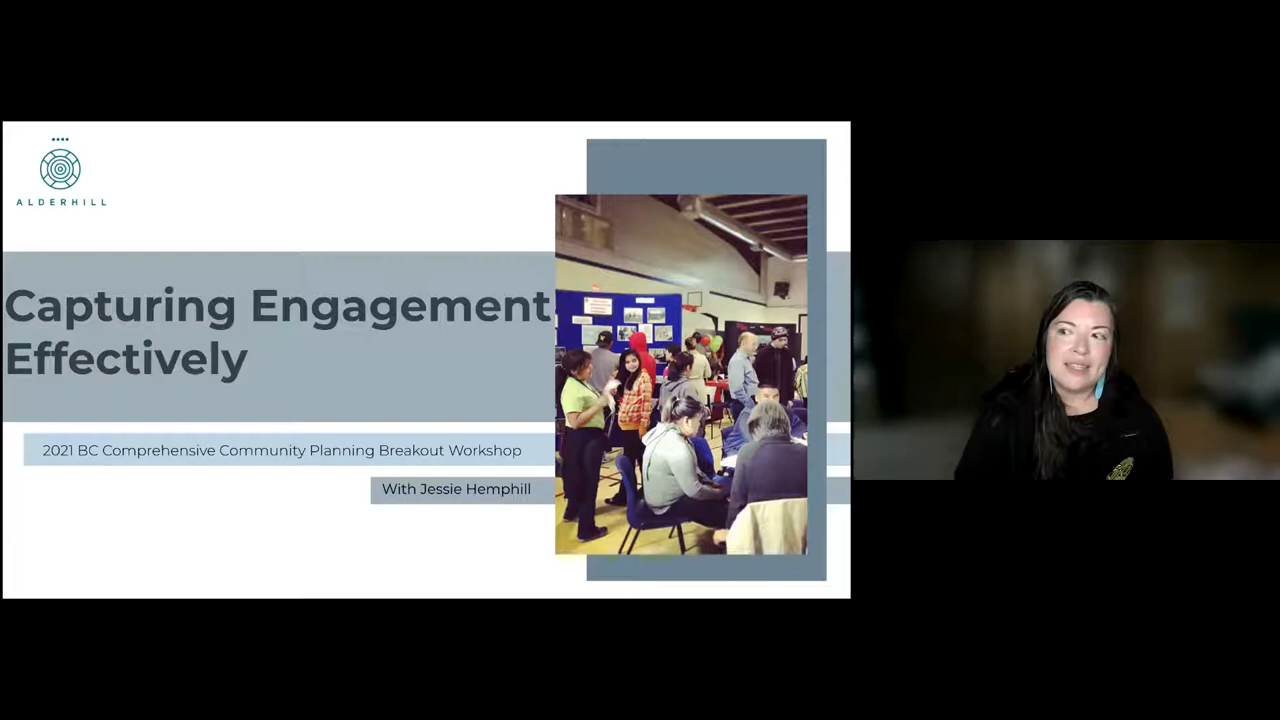 ALDERHILL
Capturing Engagement
Effectively
2021 BC Comprehensive Community Planning Breakout Workshop
With Jessie Hemphill